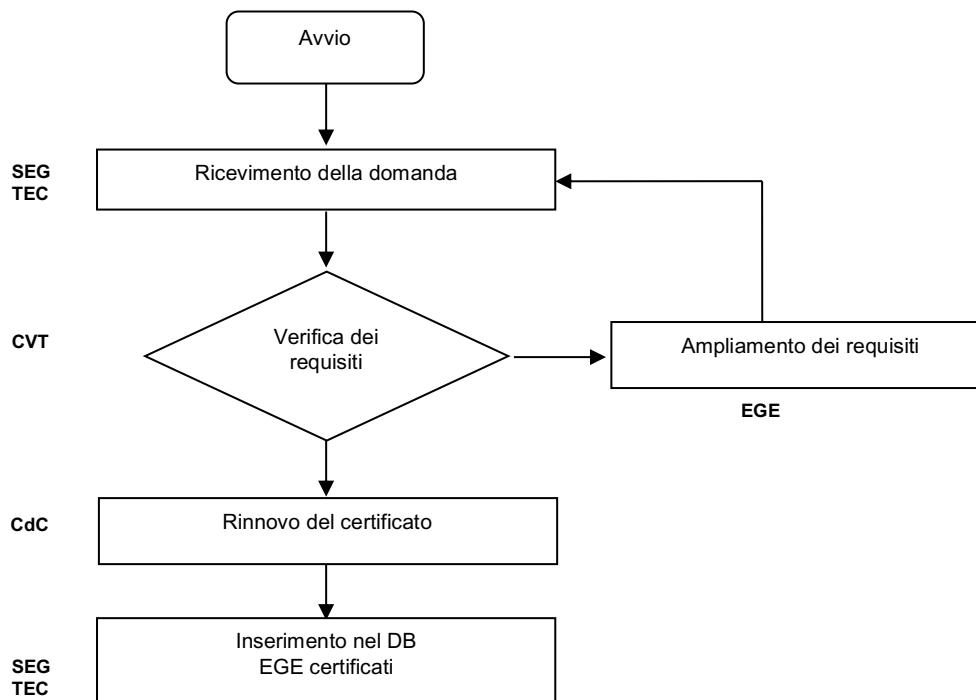 Avvio
SEG
TEC
Ricevimento della domanda
CVT
Verifica dei
requisiti
Ampliamento dei requisiti
EGE
CdC
Rinnovo del certificato
Inserimento nel DB
EGE certificati
SEG
TEC